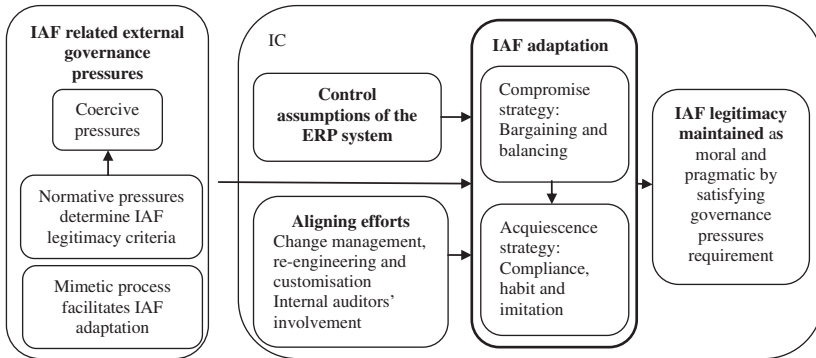 IAF related external
governance
pressures
Coercive
pressures
Normative pressures
determine IAF
legitimacy criteria
Mimetic process
facilitates IAF
adaptation
IC
Control
assumptions of the
ERP system
Aligning efforts
Change management,
re-engineering and
customisation
Internal auditors'
involvement
IAF adaptation
Compromise
strategy:
Bargaining and
balancing
Acquiescence
strategy:
Compliance,
habit and
imitation
IAF legitimacy
maintained as
moral and
pragmatic by
satisfying
governance
pressures
requirement